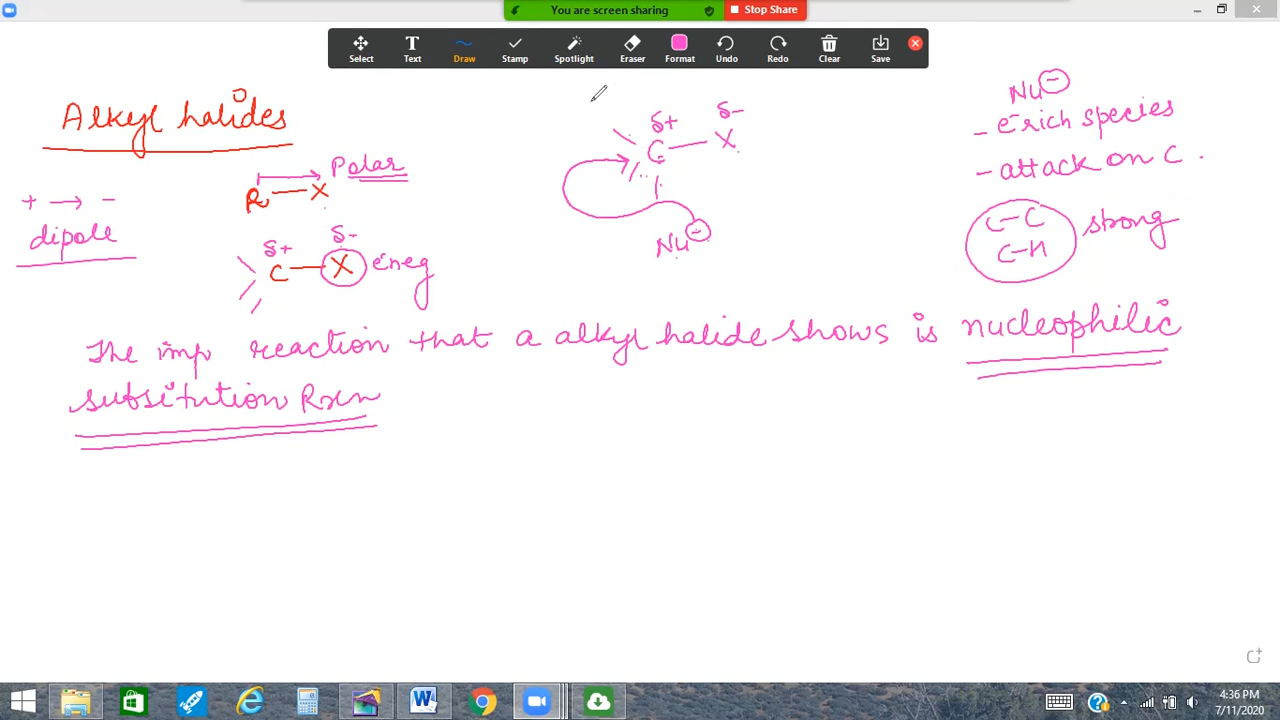 You are screen sharing
Stop Share
Select
Text
Draw
Stamp
Spotlight
Eraser
Format
Undo
Redo
Clear
Save
Alkyl halides
R—X Polar
+ → −
dipole
δ+ δ−
C—X e⁻neg
δ+ δ−
C—X
Nu⊖
Nu⊖
- e⁻rich species
- attack on C.
C-C
C-H
strong
The imp reaction that a alkyl halide shows is nucleophilic
subsitution Rxn
4:36 PM
7/11/2020